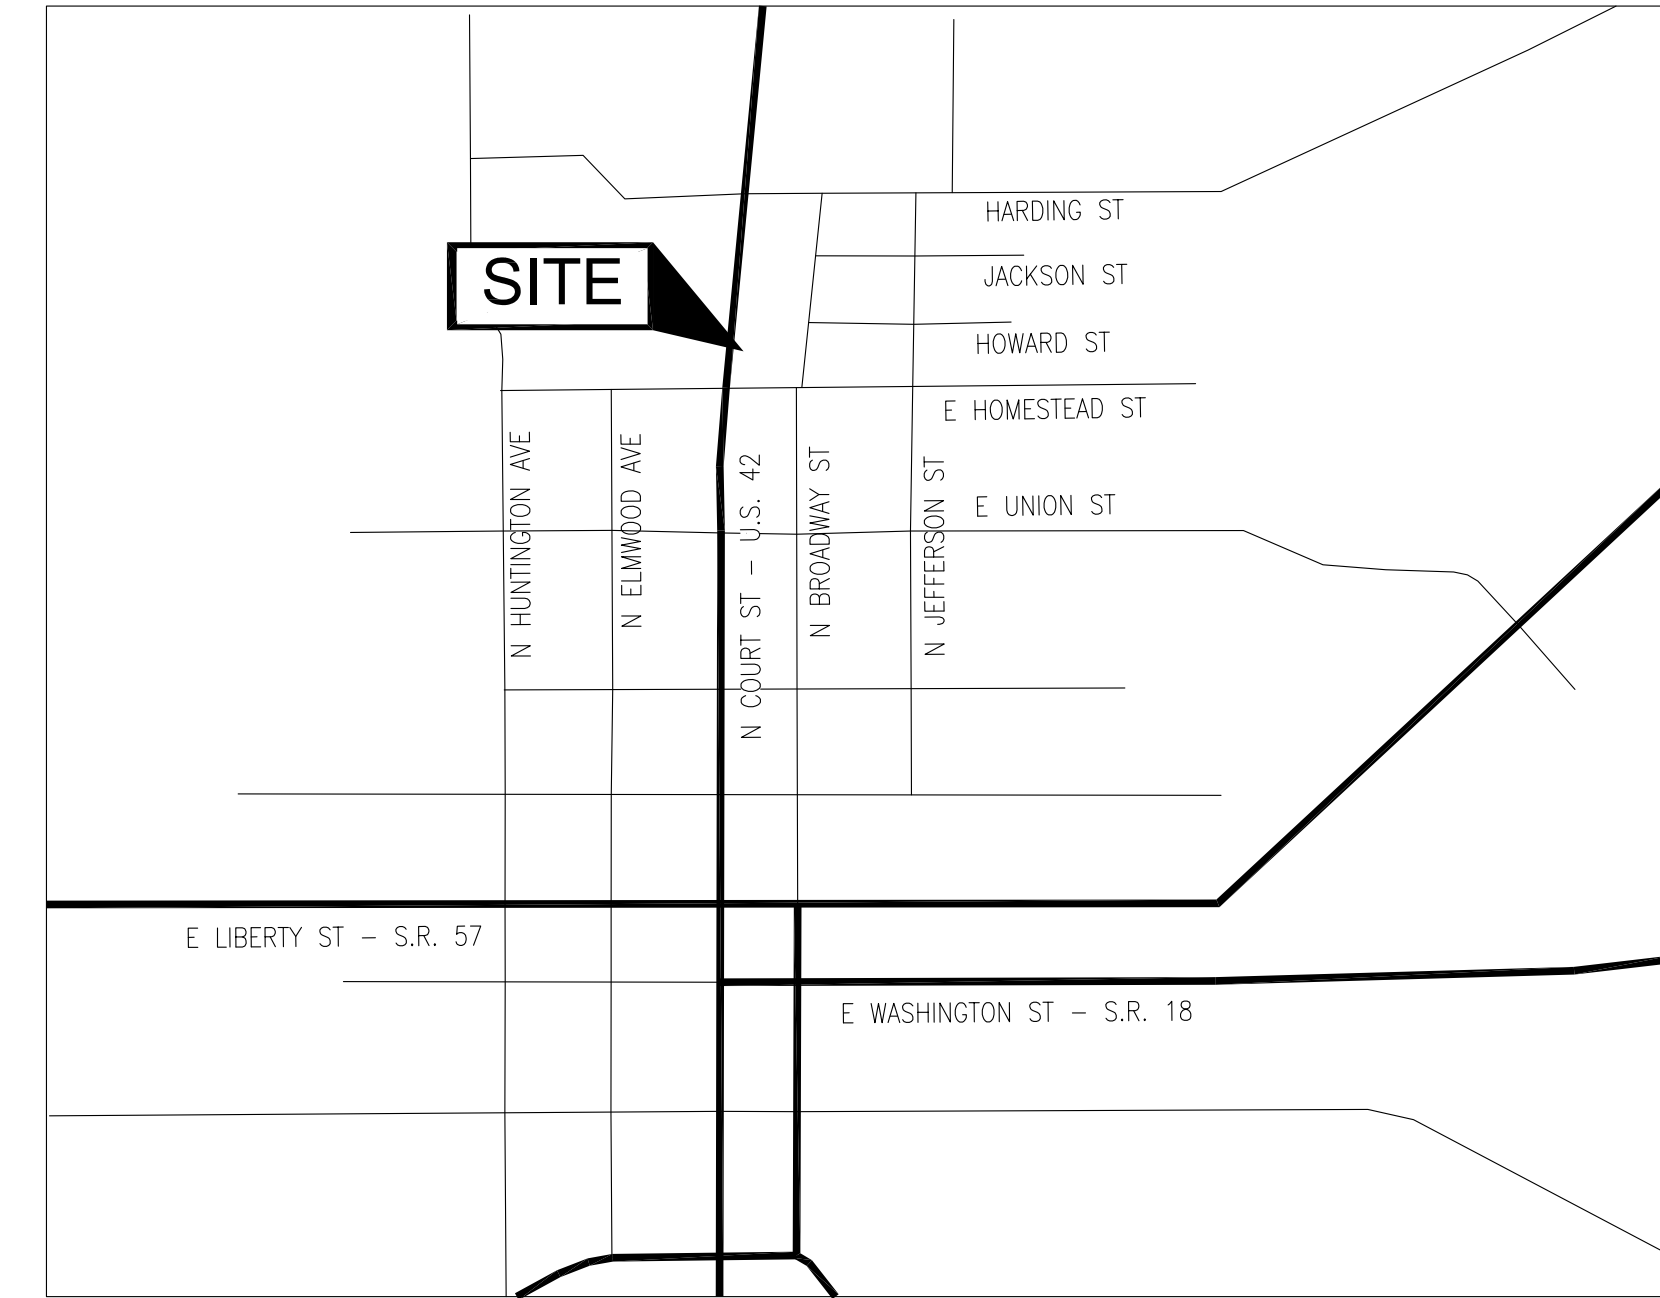 HARDING ST
JACKSON ST
SITE
HOWARD ST
E HOMESTEAD ST
N HUNTINGTON AVE
N ELMWOOD AVE
N COURT ST - U.S. 42
N BROADWAY ST
N JEFFERSON ST
E UNION ST
E LIBERTY ST - S.R. 57
E WASHINGTON ST - S.R. 18